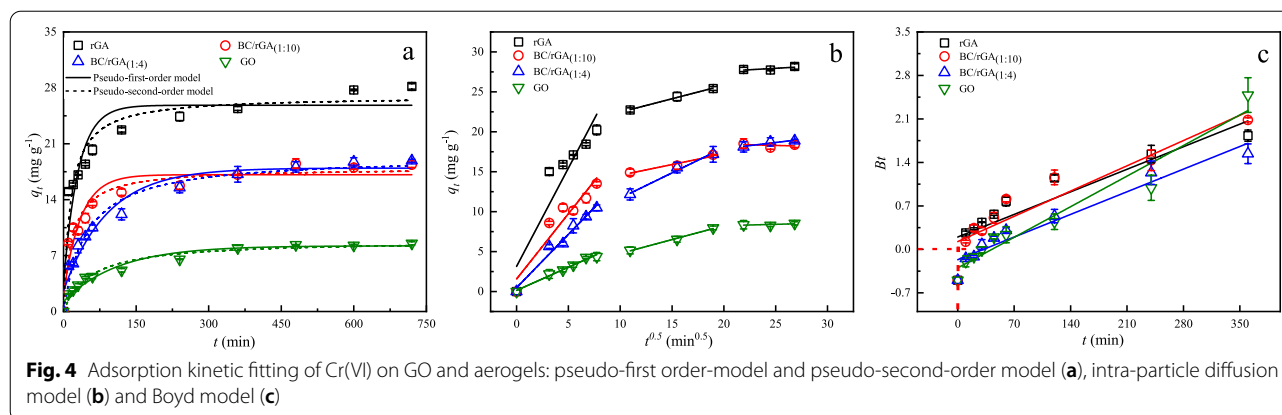 a
rGA
BC/rGA(1:10)
BC/rGA(1:4)
GO
Pseudo-first-order model
Pseudo-second-order model
35
28
21
14
7
0
0 150 300 450 600 750
t (min)
qt (mg g-1)
b
rGA
BC/rGA(1:10)
BC/rGA(1:4)
GO
30
25
20
15
10
5
0
0 5 10 15 20 25 30
t0.5 (min0.5)
qt (mg g-1)
c
rGA
BC/rGA(1:10)
BC/rGA(1:4)
GO
2.8
2.1
1.4
0.7
0.0
-0.7
0 70 140 210 280 350
t (min)
Bt
Fig. 4 Adsorption kinetic fitting of Cr(VI) on GO and aerogels: pseudo-first order-model and pseudo-second-order model (a), intra-particle diffusion
model (b) and Boyd model (c)